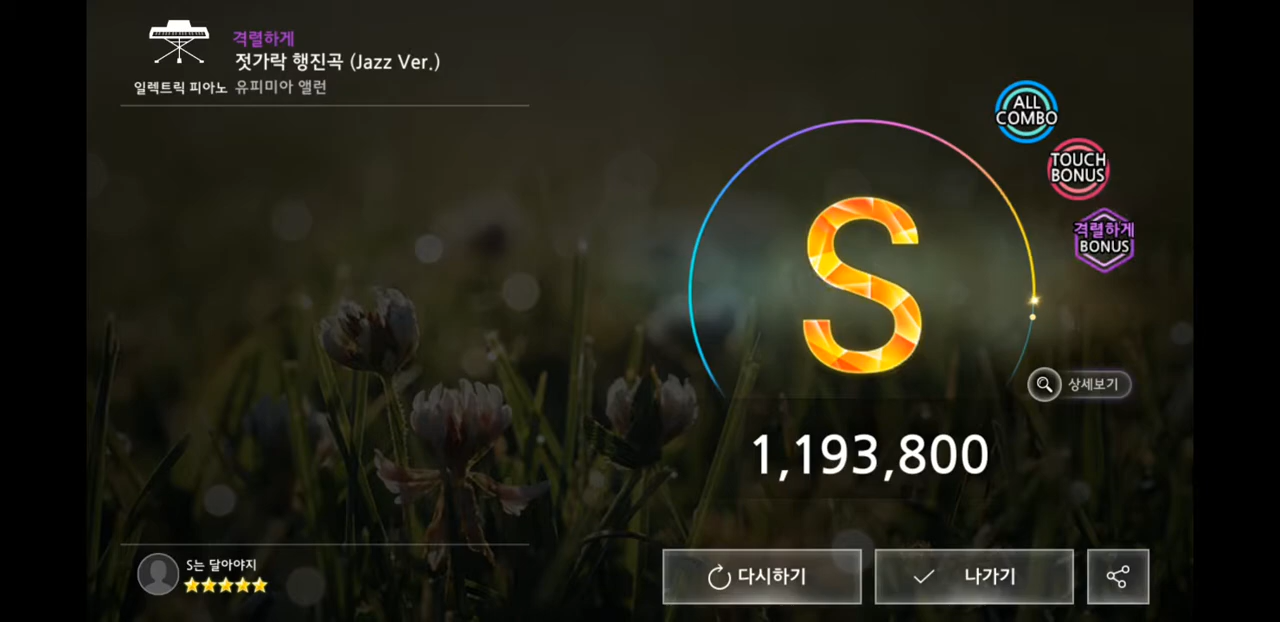 격렬하게
젓가락 행진곡 (Jazz Ver.)
일렉트릭 피아노 유피미아 앨런
ALL
COMBO
TOUCH
BONUS
격렬하게
BONUS
S
상세보기
1,193,800
S는 달아야지
다시하기
나가기